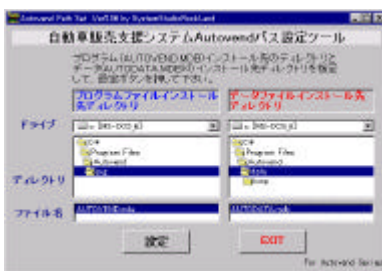 Autovend Path Set Ver1.00 by SystemStudioRockLand
自動車販売支援システムAutovendパス設定ツール
プログラム(AUTOVEND.MDB)インストール先のディレクトリと
データ(AUTODATA.MDB)のインストール先ディレクトリを指定
して、設定ボタンを押して下さい。
プログラムファイルインストール先ディレクトリ
データファイルインストール先ディレクトリ
ドライブ
c: [MS-DOS_6]
c: [MS-DOS_6]
ディレクトリ
C:¥
Program Files
Autovend
C:¥
Program Files
Autovend
data
ファイル名
AUTOVEND.mdb
AUTODATA.mdb
設定
EXIT
For Autovend Series